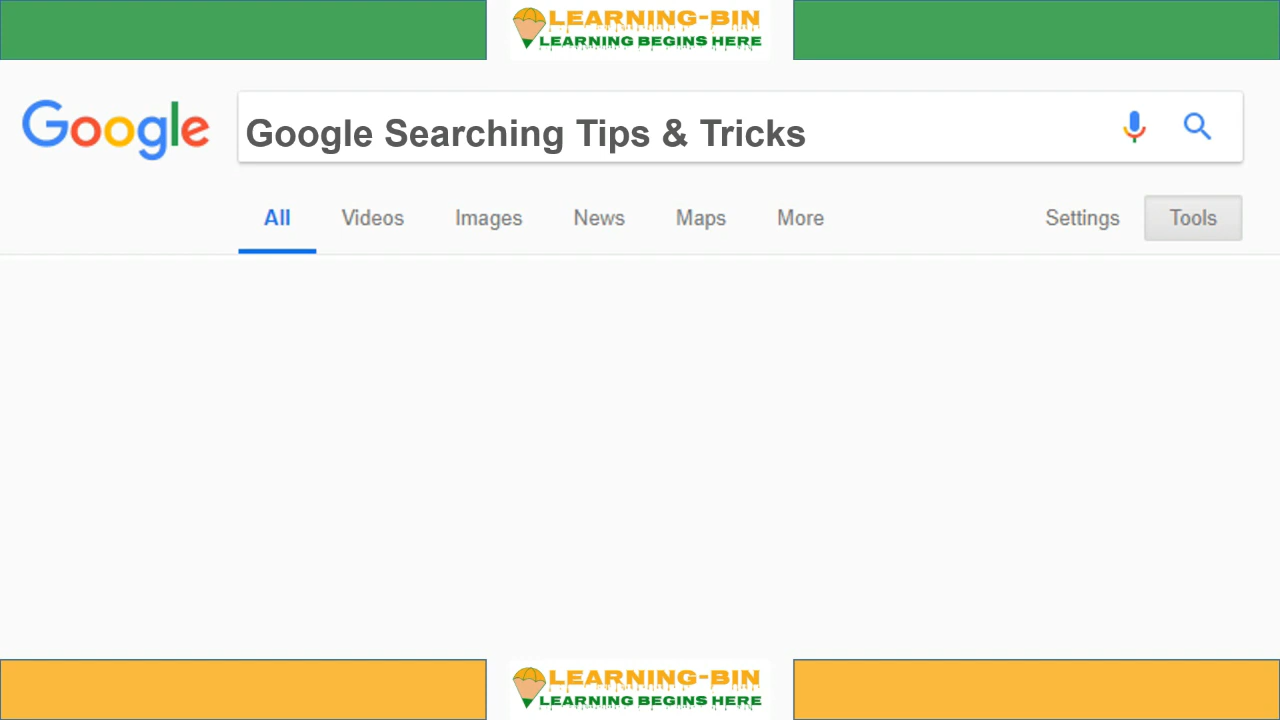 LEARNING-BIN
LEARNING BEGINS HERE
Google
Google Searching Tips & Tricks
All Videos Images News Maps More Settings Tools
LEARNING-BIN
LEARNING BEGINS HERE